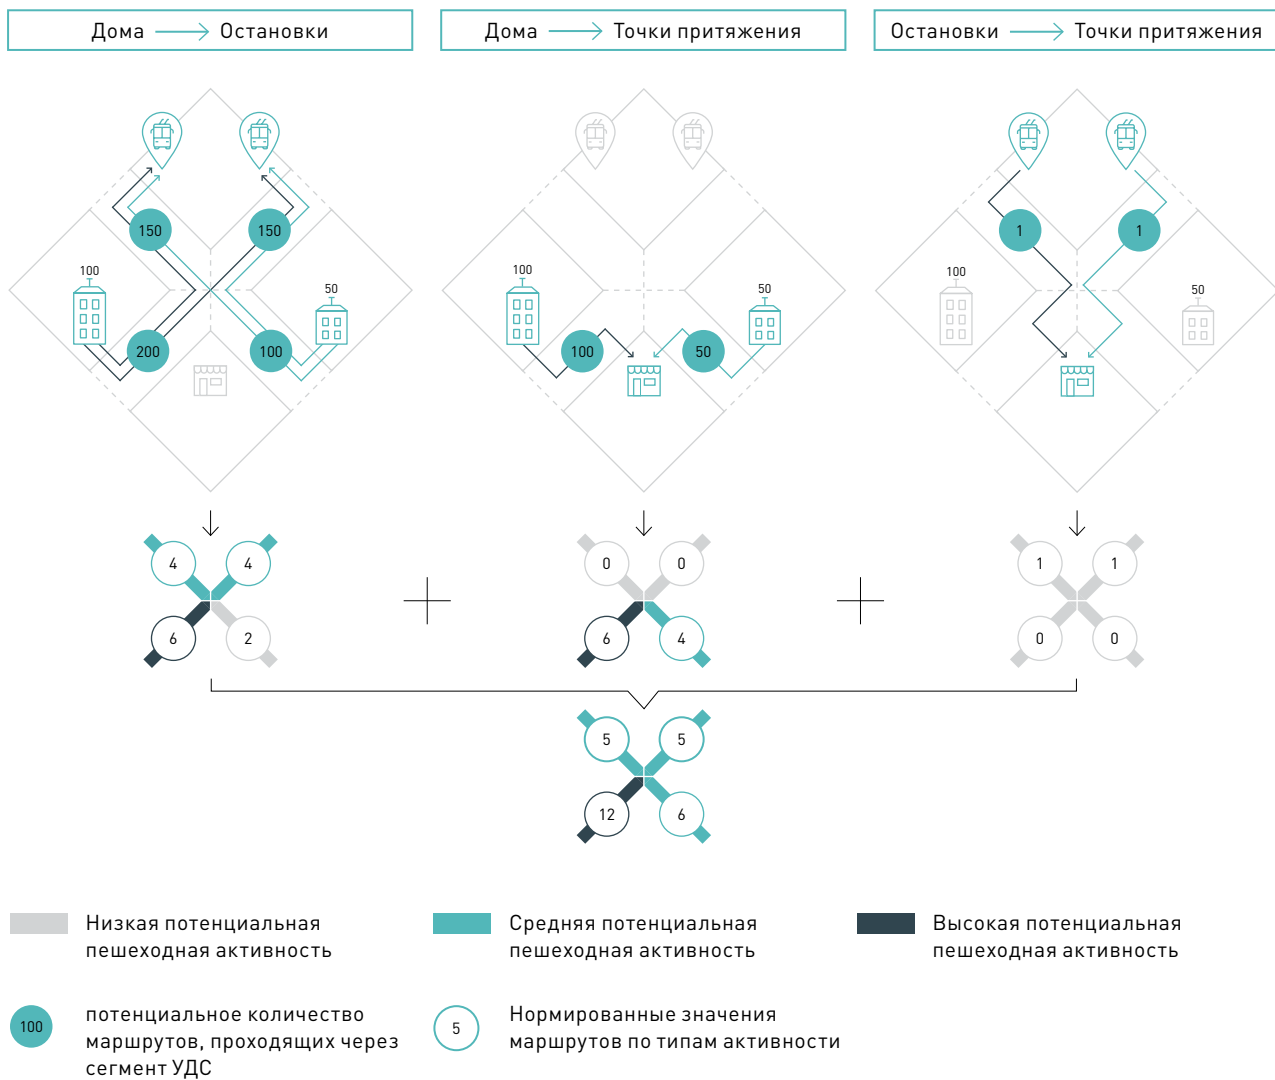 Дома → Остановки
Дома → Точки притяжения
Остановки → Точки притяжения
150
150
100
50
200
100
100
50
100
50
1
1
100
50
4
4
6
2
0
0
6
4
1
1
0
0
5
5
12
6
Низкая потенциальная
пешеходная активность
Средняя потенциальная
пешеходная активность
Высокая потенциальная
пешеходная активность
100
потенциальное количество
маршрутов, проходящих через
сегмент УДС
5
Нормированные значения
маршрутов по типам активности